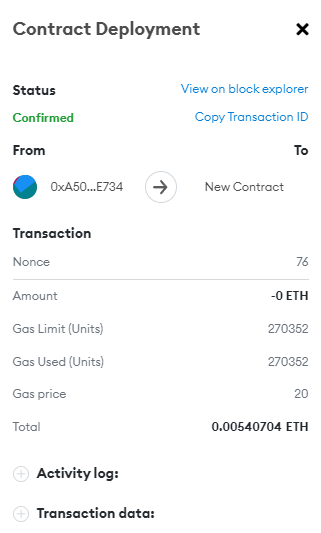 Contract Deployment
Status View on block explorer
Confirmed Copy Transaction ID
From To
0xA50...E734 New Contract
Transaction
Nonce 76
Amount -0 ETH
Gas Limit (Units) 270352
Gas Used (Units) 270352
Gas price 20
Total 0.00540704 ETH
Activity log:
Transaction data: